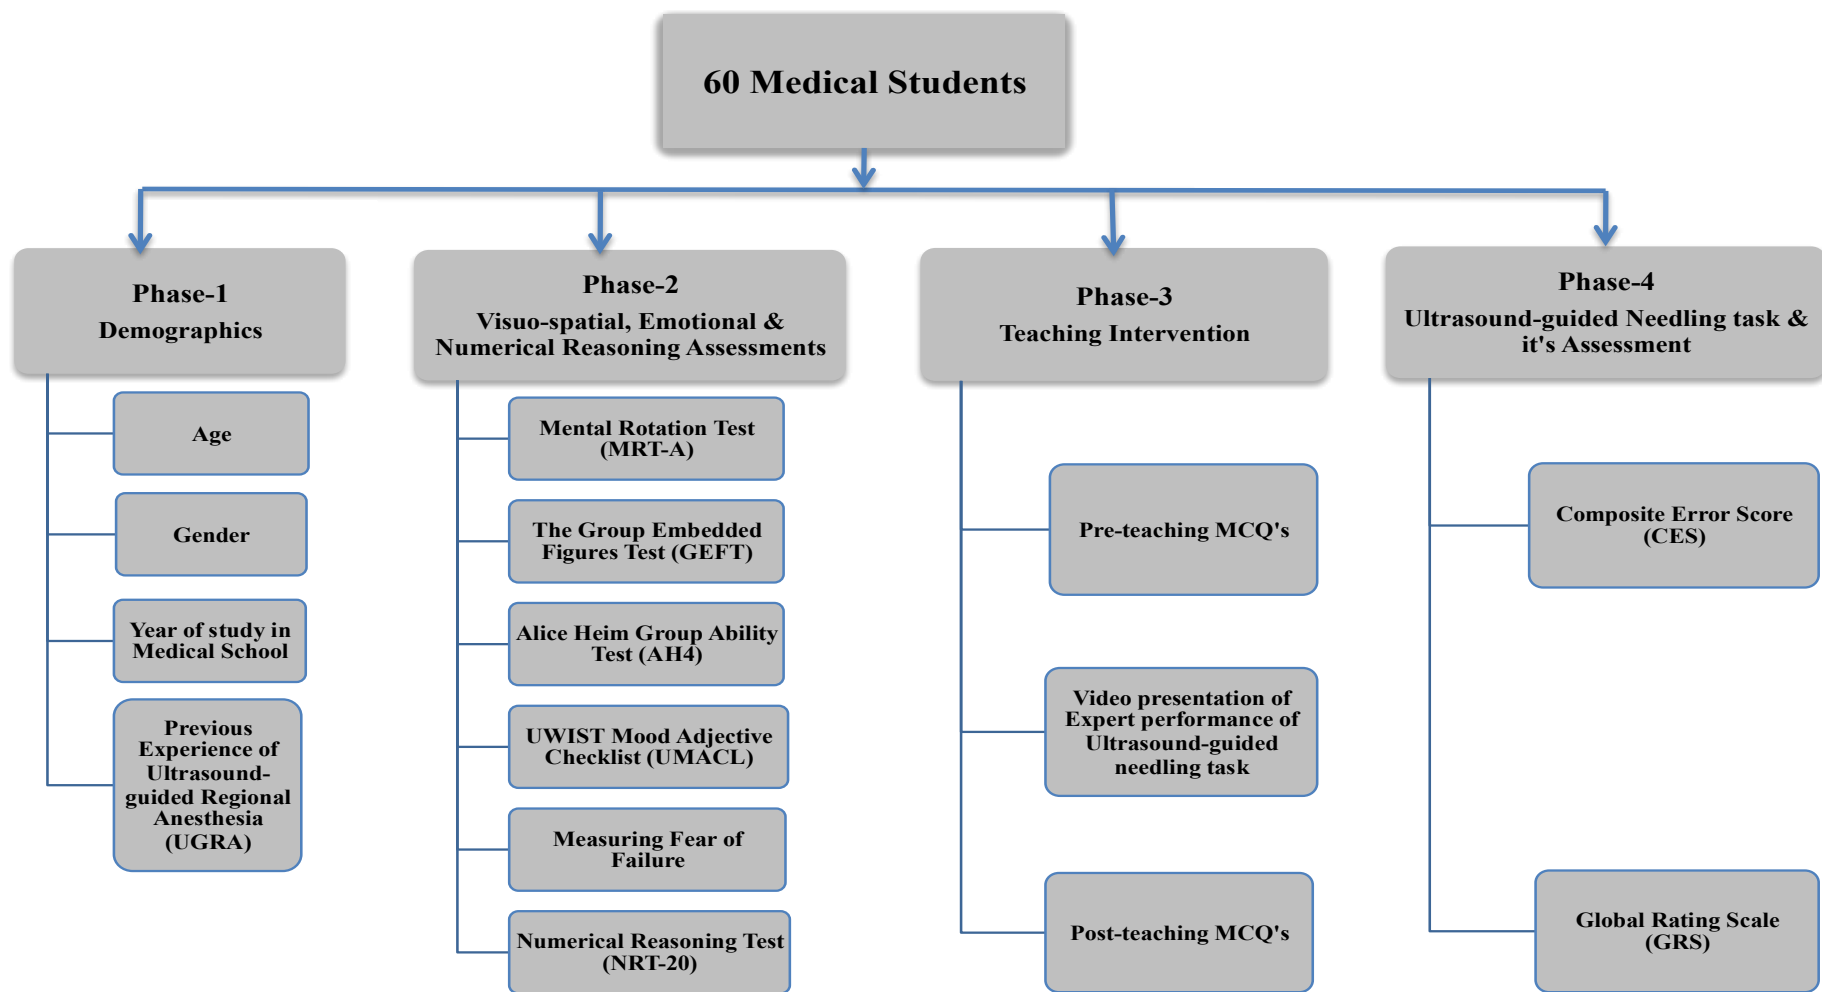 60 Medical Students
Phase-1
Demographics
Age
Gender
Year of study in
Medical School
Previous
Experience of
Ultrasound-
guided Regional
Anesthesia
(UGRA)
Phase-2
Visuo-spatial, Emotional &
Numerical Reasoning Assessments
Mental Rotation Test
(MRT-A)
The Group Embedded
Figures Test (GEFT)
Alice Heim Group Ability
Test (AH4)
UWIST Mood Adjective
Checklist (UMACL)
Measuring Fear of
Failure
Numerical Reasoning Test
(NRT-20)
Phase-3
Teaching Intervention
Pre-teaching MCQ's
Video presentation of
Expert performance of
Ultrasound-guided
needling task
Post-teaching MCQ's
Phase-4
Ultrasound-guided Needling task &
it's Assessment
Composite Error Score
(CES)
Global Rating Scale
(GRS)